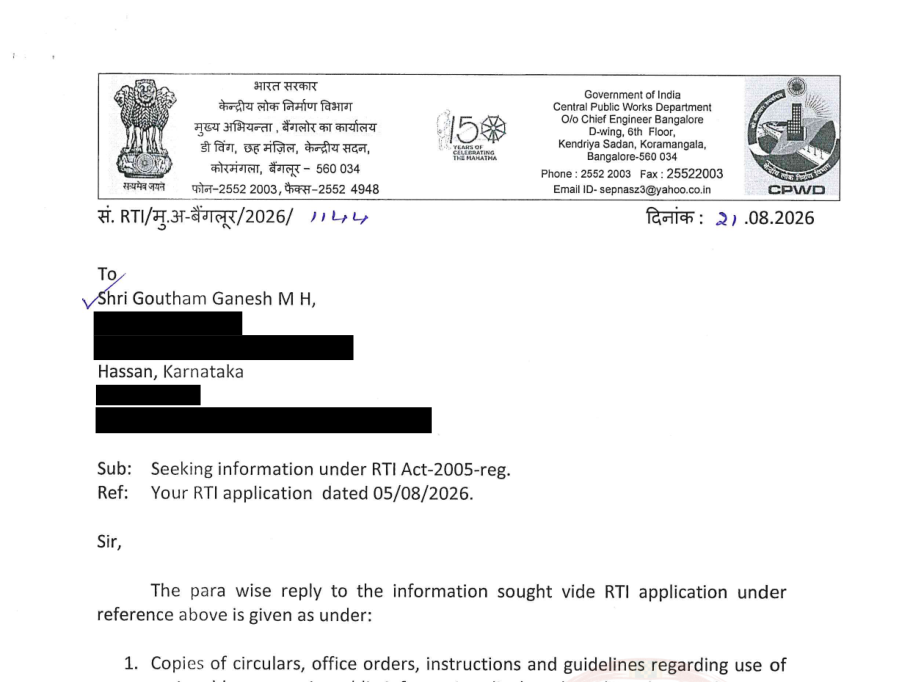 भारत सरकार
केन्द्रीय लोक निर्माण विभाग
मुख्य अभियन्ता , बैंगलोर का कार्यालय
डी विंग, छह मंज़िल, केन्द्रीय सदन,
कोरमंगला, बैंगलूर – 560 034
फोन–2552 2003, फैक्स–2552 4948
सत्यमेव जयते
150
YEARS OF
CELEBRATING
THE MAHATMA
Government of India
Central Public Works Department
O/o Chief Engineer Bangalore
D-wing, 6th Floor,
Kendriya Sadan, Koramangala,
Bangalore-560 034
Phone : 2552 2003 Fax : 25522003
Email ID- sepnasz3@yahoo.co.in
केन्द्रीय लोक निर्माण विभाग
CPWD
सं. RTI/मु.अ-बैंगलूर/2026/ 1144
दिनांक : 21.08.2026
To
Shri Goutham Ganesh M H,
Hassan, Karnataka
Sub: Seeking information under RTI Act-2005-reg.
Ref: Your RTI application dated 05/08/2026.
Sir,
The para wise reply to the information sought vide RTI application under
reference above is given as under:
1. Copies of circulars, office orders, instructions and guidelines regarding use of